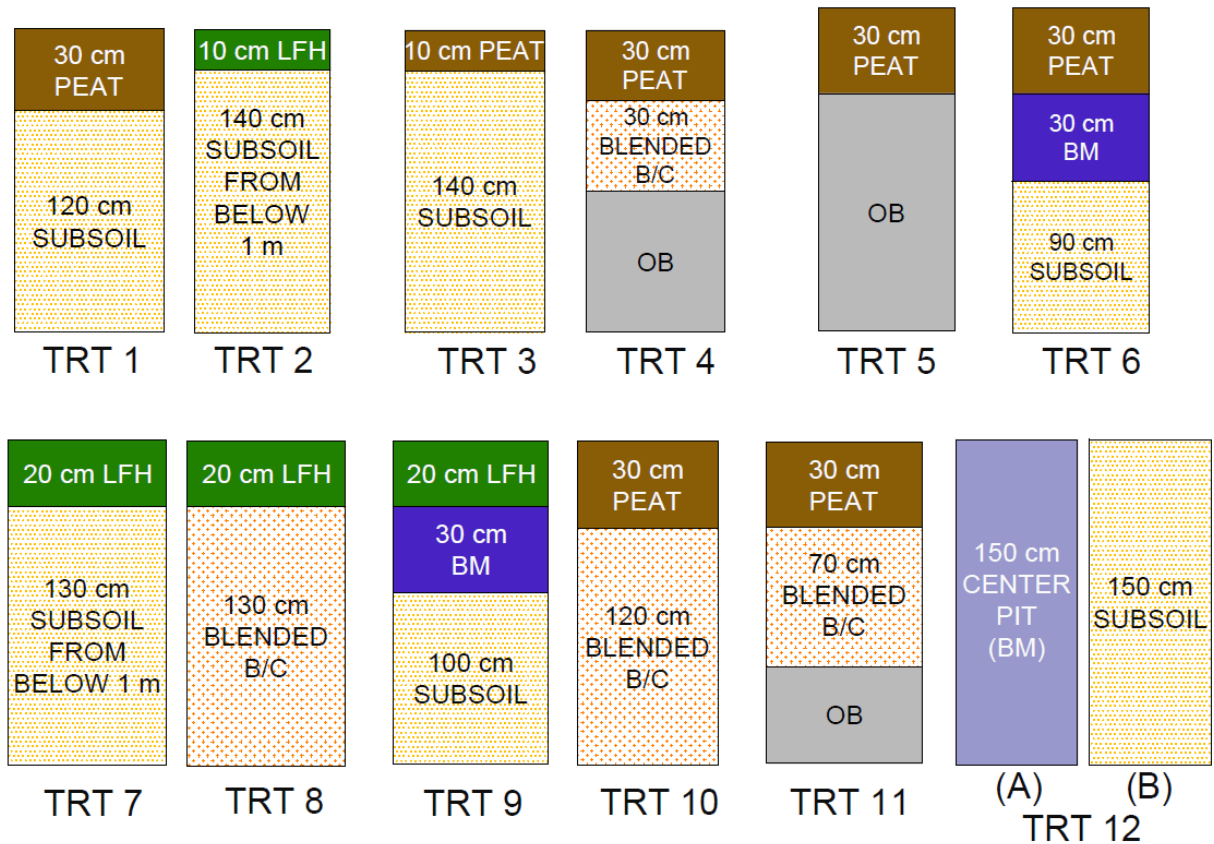 30 cm
PEAT
120 cm
SUBSOIL
TRT 1
10 cm LFH
140 cm
SUBSOIL
FROM
BELOW
1 m
TRT 2
10 cm PEAT
140 cm
SUBSOIL
TRT 3
30 cm
PEAT
30 cm
BLENDED
B/C
OB
TRT 4
30 cm
PEAT
OB
TRT 5
30 cm
PEAT
30 cm
BM
90 cm
SUBSOIL
TRT 6
20 cm LFH
130 cm
SUBSOIL
FROM
BELOW 1 m
TRT 7
20 cm LFH
130 cm
BLENDED
B/C
TRT 8
20 cm LFH
30 cm
BM
100 cm
SUBSOIL
TRT 9
30 cm
PEAT
120 cm
BLENDED
B/C
TRT 10
30 cm
PEAT
70 cm
BLENDED
B/C
OB
TRT 11
150 cm
CENTER
PIT
(BM)
(A)
150 cm
SUBSOIL
(B)
TRT 12